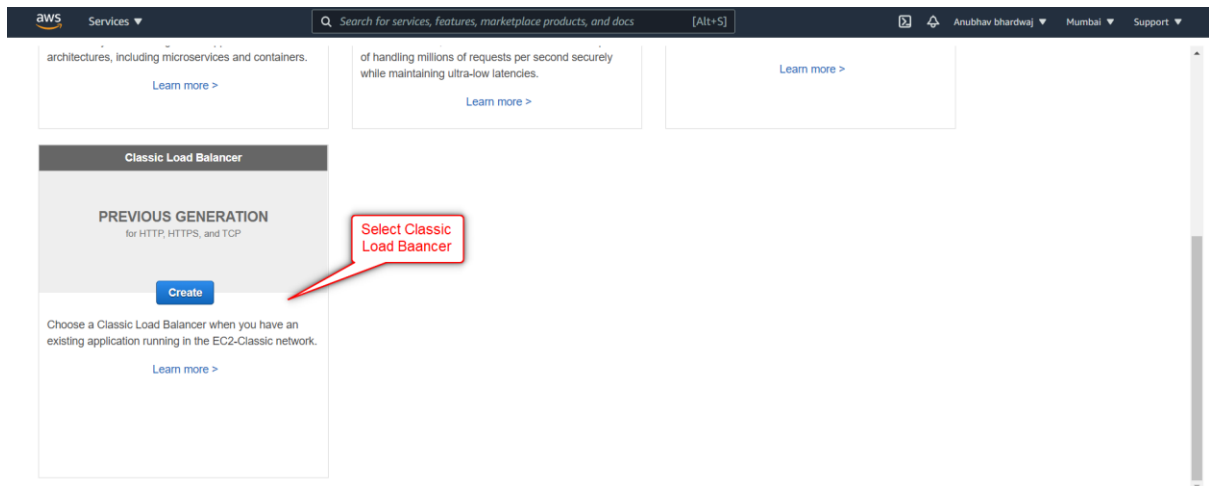 aws Services ▼ Search for services, features, marketplace products, and docs [Alt+S] Anubhav bhardwaj ▼ Mumbai ▼ Support ▼
architectures, including microservices and containers.
Learn more >
of handling millions of requests per second securely
while maintaining ultra-low latencies.
Learn more >
Learn more >
Classic Load Balancer
PREVIOUS GENERATION
for HTTP, HTTPS, and TCP
Create
Choose a Classic Load Balancer when you have an
existing application running in the EC2-Classic network.
Learn more >
Select Classic
Load Baancer